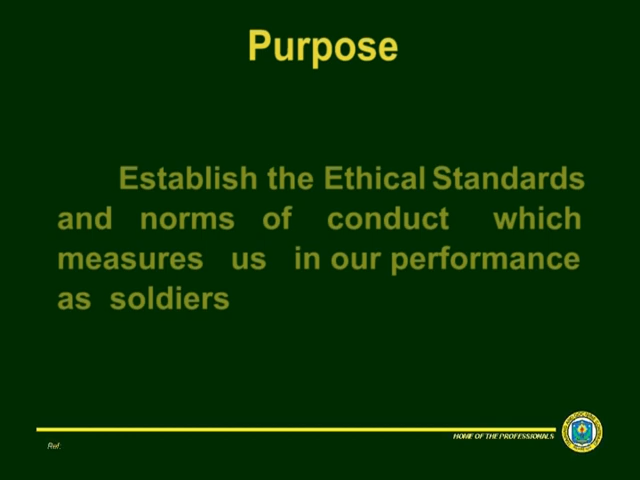 Purpose
Establish the Ethical Standards
and norms of conduct which
measures us in our performance
as soldiers
HOME OF THE PROFESSIONALS
Ref: